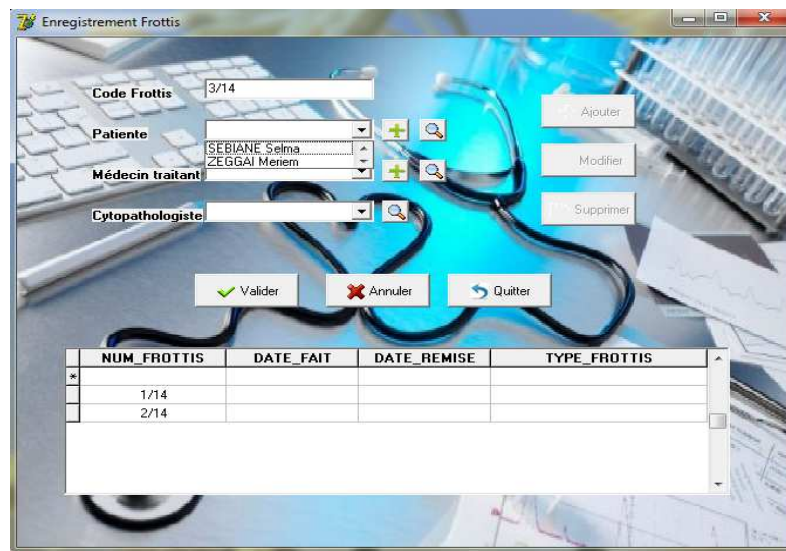 Enregistrement Frottis
Code Frottis 3/14
Ajouter
Patiente
SEBIANE Selma
ZEGGAI Meriem
Modifier
Médecin traitant
Cytopathologiste
Supprimer
Valider Annuler Quitter
NUM_FROTTIS DATE_FAIT DATE_REMISE TYPE_FROTTIS
*
1/14
2/14